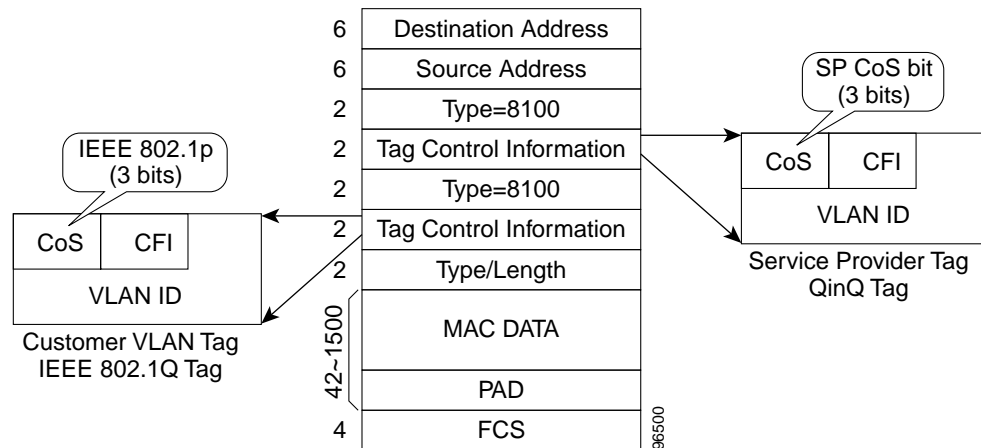 6 Destination Address
6 Source Address
2 Type=8100
2 Tag Control Information
2 Type=8100
2 Tag Control Information
2 Type/Length
42~1500
MAC DATA
PAD
4 FCS
SP CoS bit
(3 bits)
CoS CFI
VLAN ID
Service Provider Tag
QinQ Tag
IEEE 802.1p
(3 bits)
CoS CFI
VLAN ID
Customer VLAN Tag
IEEE 802.1Q Tag
96500